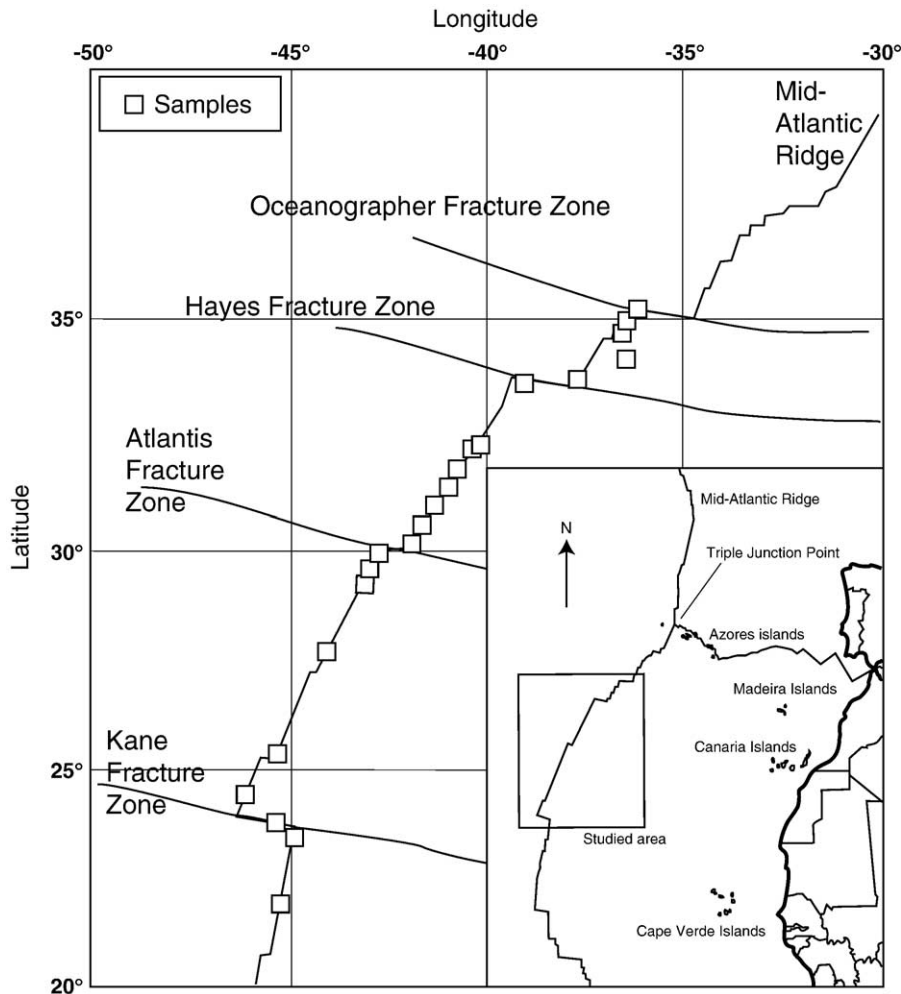 Longitude
-50° -45° -40° -35° -30°
Samples
Mid-
Atlantic
Ridge
Oceanographer Fracture Zone
Hayes Fracture Zone
35°
Atlantis
Fracture
Zone
Latitude
30°
Mid-Atlantic Ridge
N
Triple Junction Point
Azores islands
Madeira Islands
Kane
Fracture
Zone
Canaria Islands
25°
Studied area
Cape Verde Islands
20°